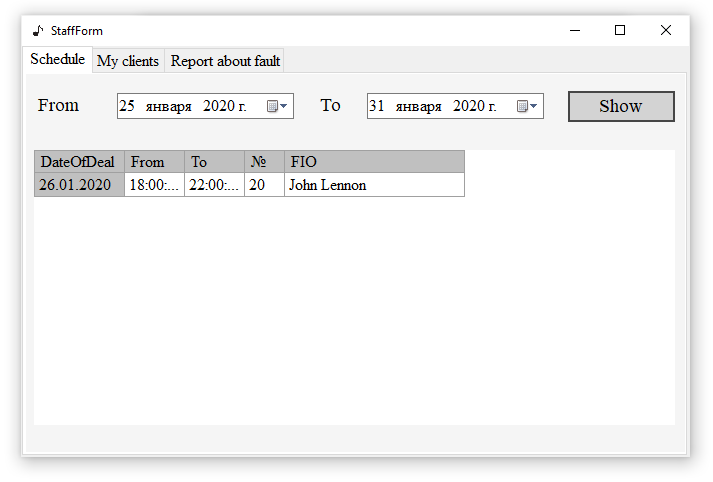 StaffForm
Schedule My clients Report about fault
From 25 января 2020 г. To 31 января 2020 г. Show
DateOfDeal From To № FIO
26.01.2020 18:00:... 22:00:... 20 John Lennon